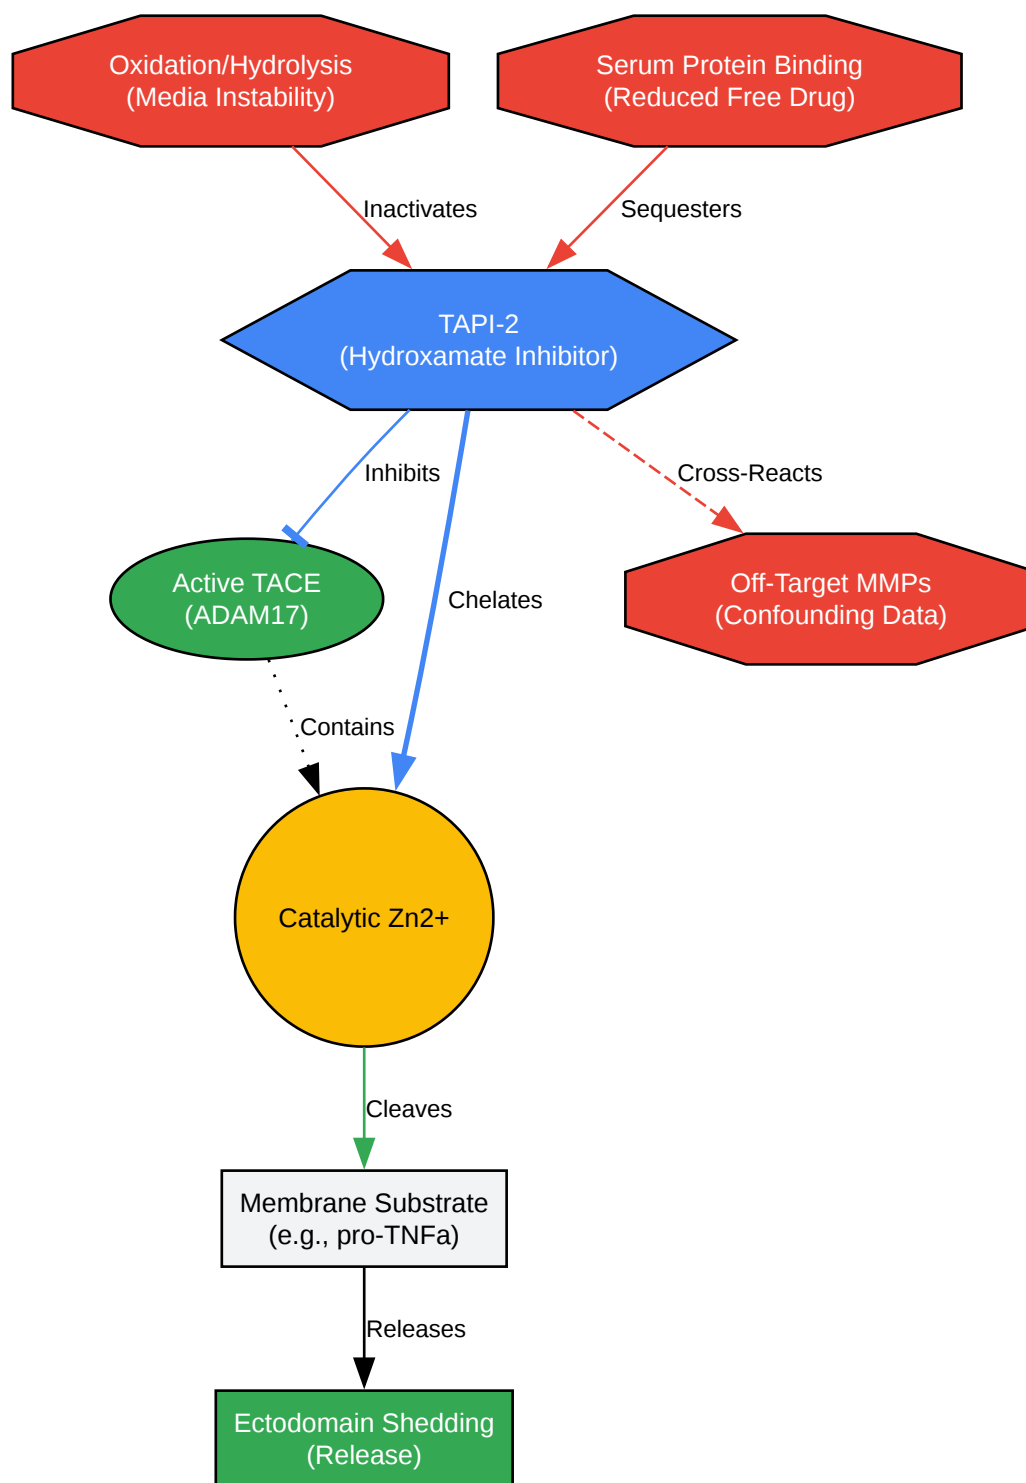 Oxidation/Hydrolysis
(Media Instability)
Serum Protein Binding
(Reduced Free Drug)
Inactivates
Sequesters
TAPI-2
(Hydroxamate Inhibitor)
Inhibits
Cross-Reacts
Active TACE
(ADAM17)
Chelates
Off-Target MMPs
(Confounding Data)
Contains
Catalytic Zn2+
Cleaves
Membrane Substrate
(e.g., pro-TNFa)
Releases
Ectodomain Shedding
(Release)